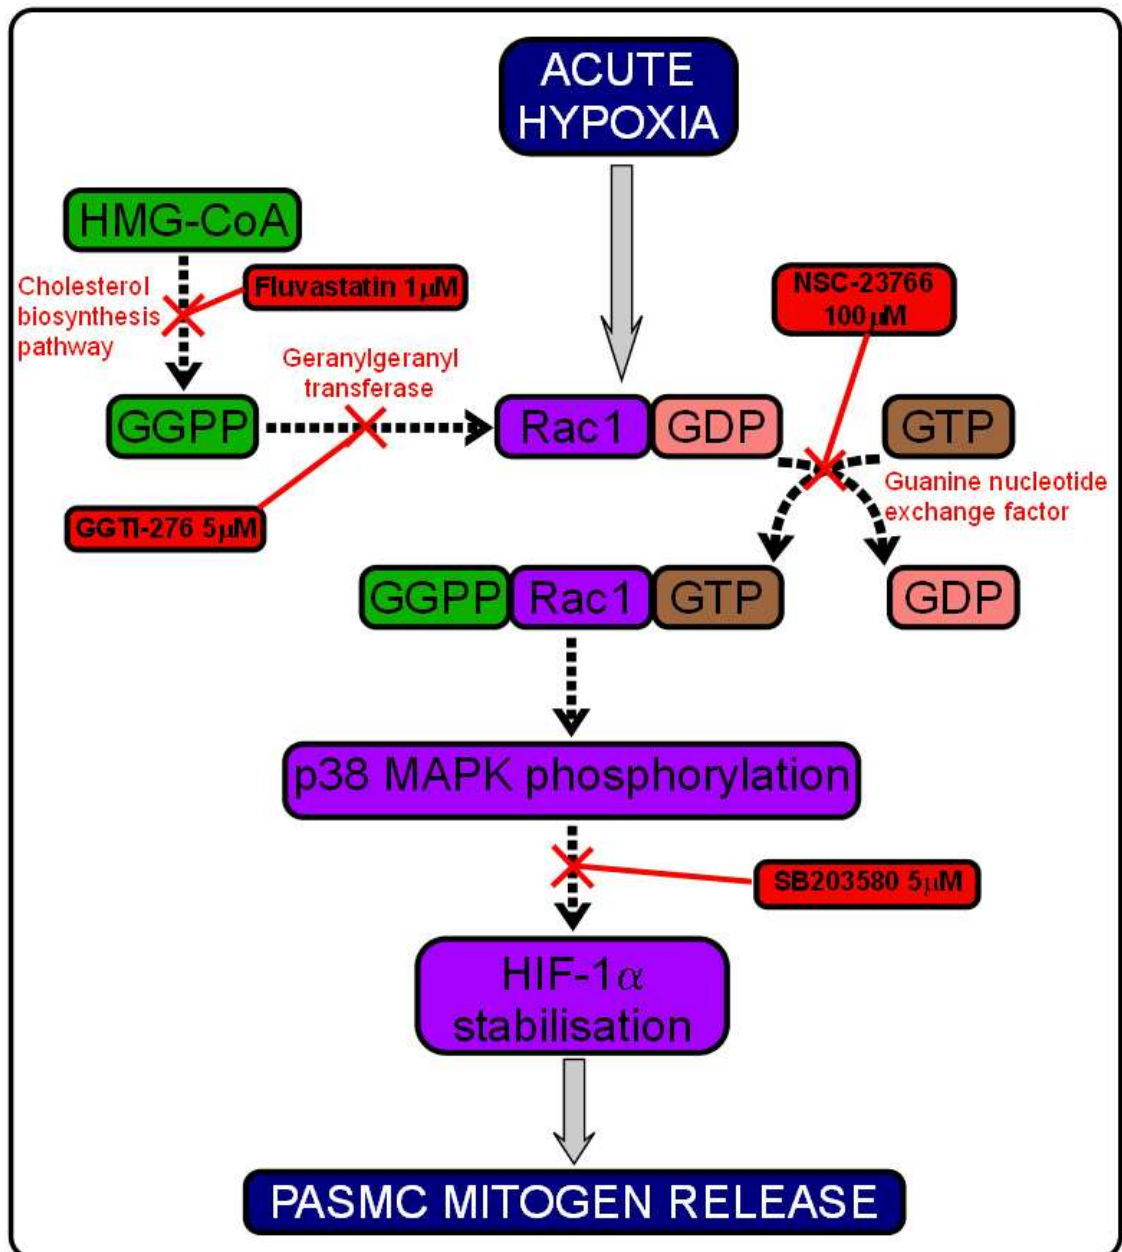 ACUTE
HYPOXIA
HMG-CoA
Cholesterol
biosynthesis
pathway
Fluvastatin 1μM
NSC-23766
100μM
Geranylgeranyl
transferase
GGPP
Rac1
GDP
GTP
GGTI-276 5μM
Guanine nucleotide
exchange factor
GGPP
Rac1
GTP
GDP
p38 MAPK phosphorylation
SB203580 5μM
HIF-1α
stabilisation
PASMC MITOGEN RELEASE